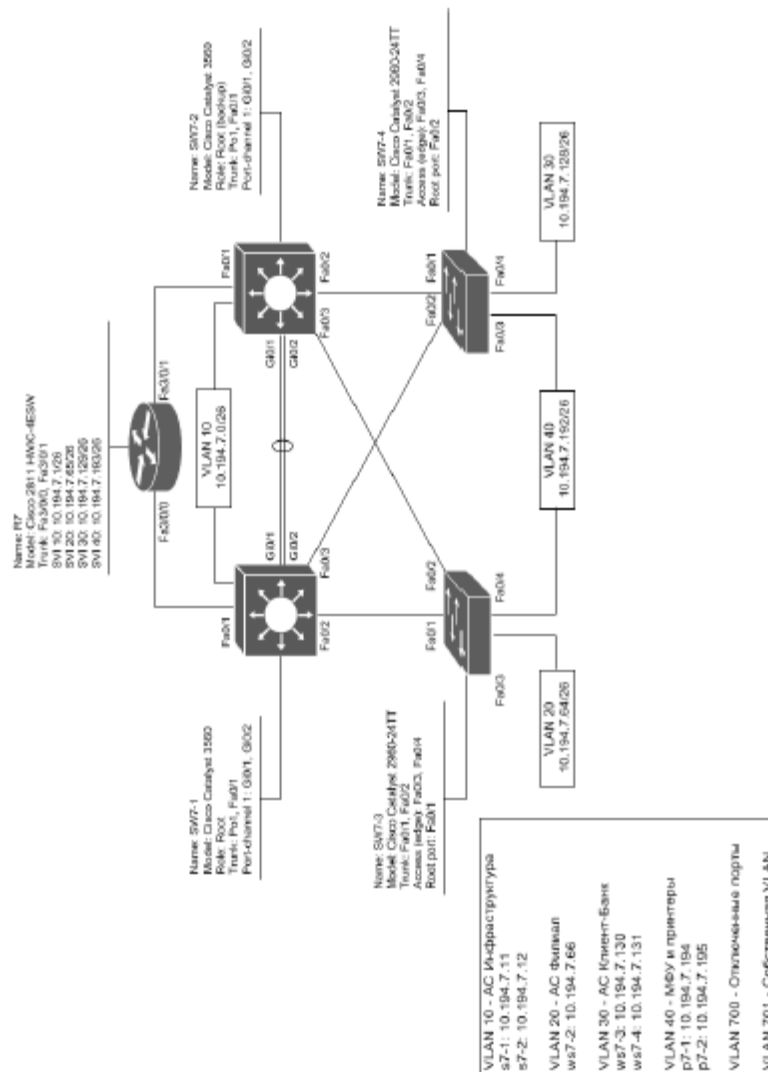 Name: R7
Model: Cisco 2811 HWIC-4ESW
Trunk: Fa3/0/0, Fa3/0/1
SVI 10: 10.194.7.1/26
SVI 20: 10.194.7.65/26
SVI 30: 10.194.7.129/26
SVI 40: 10.194.7.193/26
Fa3/0/0
Fa3/0/1
VLAN 10
10.194.7.0/26
Name: SW7-1
Model: Cisco Catalyst 3560
Role: Root
Trunk: Po1, Fa0/1
Port-channel 1: Gi0/1, Gi0/2
Name: SW7-2
Model: Cisco Catalyst 3560
Role: Root (backup)
Trunk: Po1, Fa0/1
Port-channel 1: Gi0/1, Gi0/2
Fa0/1
Gi0/1
Gi0/2
Fa0/3
Fa0/2
Fa0/1
Gi0/1
Gi0/2
Fa0/3
Fa0/2
Name: SW7-3
Model: Cisco Catalyst 2960-24TT
Trunk: Fa0/1, Fa0/2
Access (edge): Fa0/3, Fa0/4
Root port: Fa0/1
Name: SW7-4
Model: Cisco Catalyst 2960-24TT
Trunk: Fa0/1, Fa0/2
Access (edge): Fa0/3, Fa0/4
Root port: Fa0/2
Fa0/1
Fa0/2
Fa0/3
Fa0/4
Fa0/2
Fa0/1
Fa0/3
Fa0/4
VLAN 20
10.194.7.64/26
VLAN 40
10.194.7.192/26
VLAN 30
10.194.7.128/26
VLAN 10 - АС Инфраструктура
s7-1: 10.194.7.11
s7-2: 10.194.7.12
VLAN 20 - АС Филиал
ws7-2: 10.194.7.66
VLAN 30 - АС Клиент-Банк
ws7-3: 10.194.7.130
ws7-4: 10.194.7.131
VLAN 40 - МФУ и принтеры
p7-1: 10.194.7.194
p7-2: 10.194.7.195
VLAN 700 - Отключенные порты
VLAN 701 - Собственная VLAN